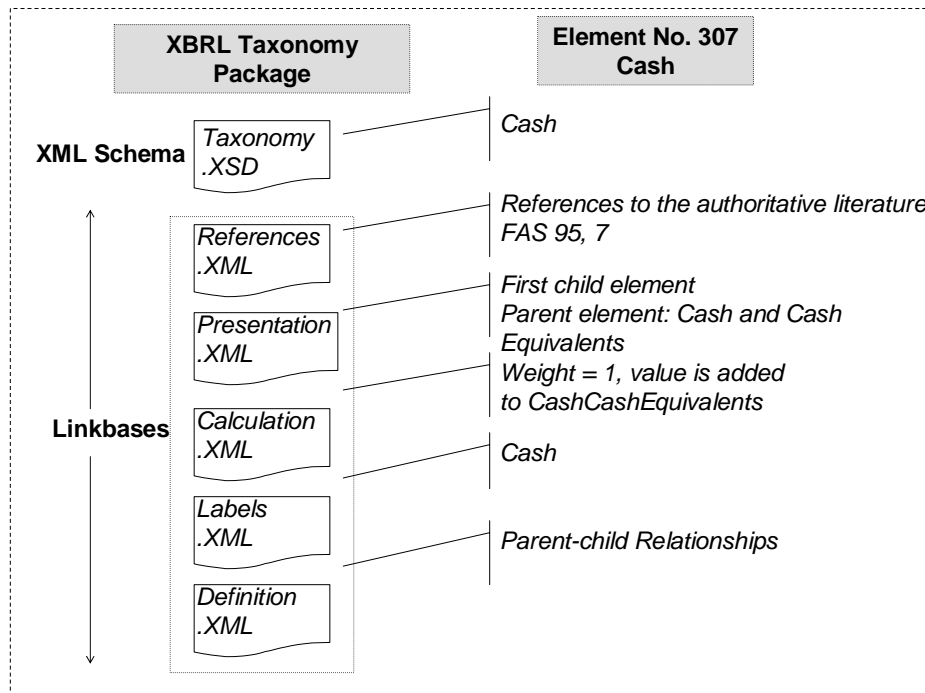 XBRL Taxonomy
Package
Element No. 307
Cash
XML Schema
Taxonomy
.XSD
Cash
References
.XML
References to the authoritative literature
FAS 95, 7
Presentation
.XML
First child element
Parent element: Cash and Cash
Equivalents
Linkbases
Calculation
.XML
Weight = 1, value is added
to CashCashEquivalents
Labels
.XML
Cash
Definition
.XML
Parent-child Relationships